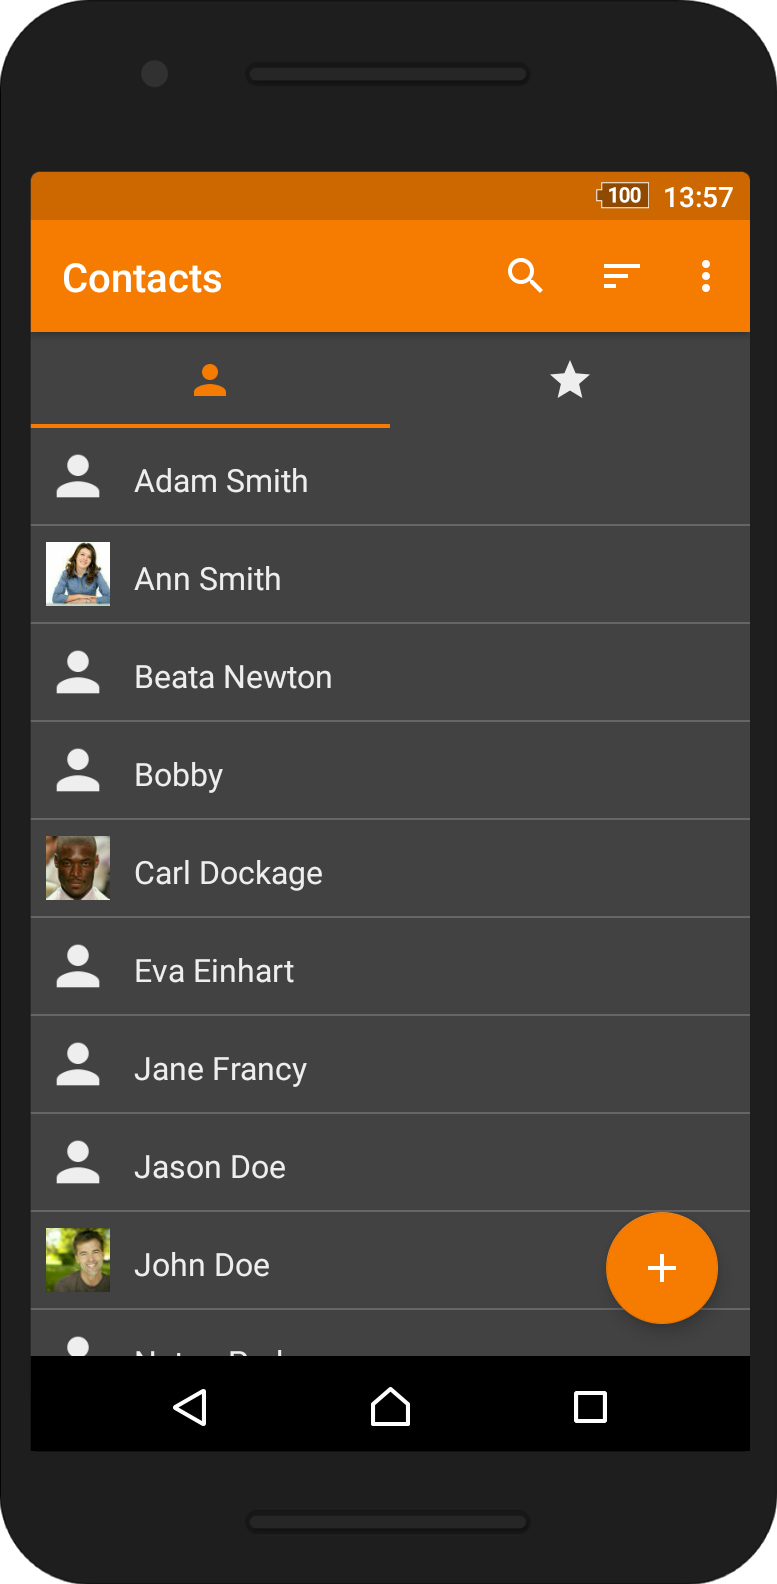 100 13:57
Contacts
Adam Smith
Ann Smith
Beata Newton
Bobby
Carl Dockage
Eva Einhart
Jane Francy
Jason Doe
John Doe